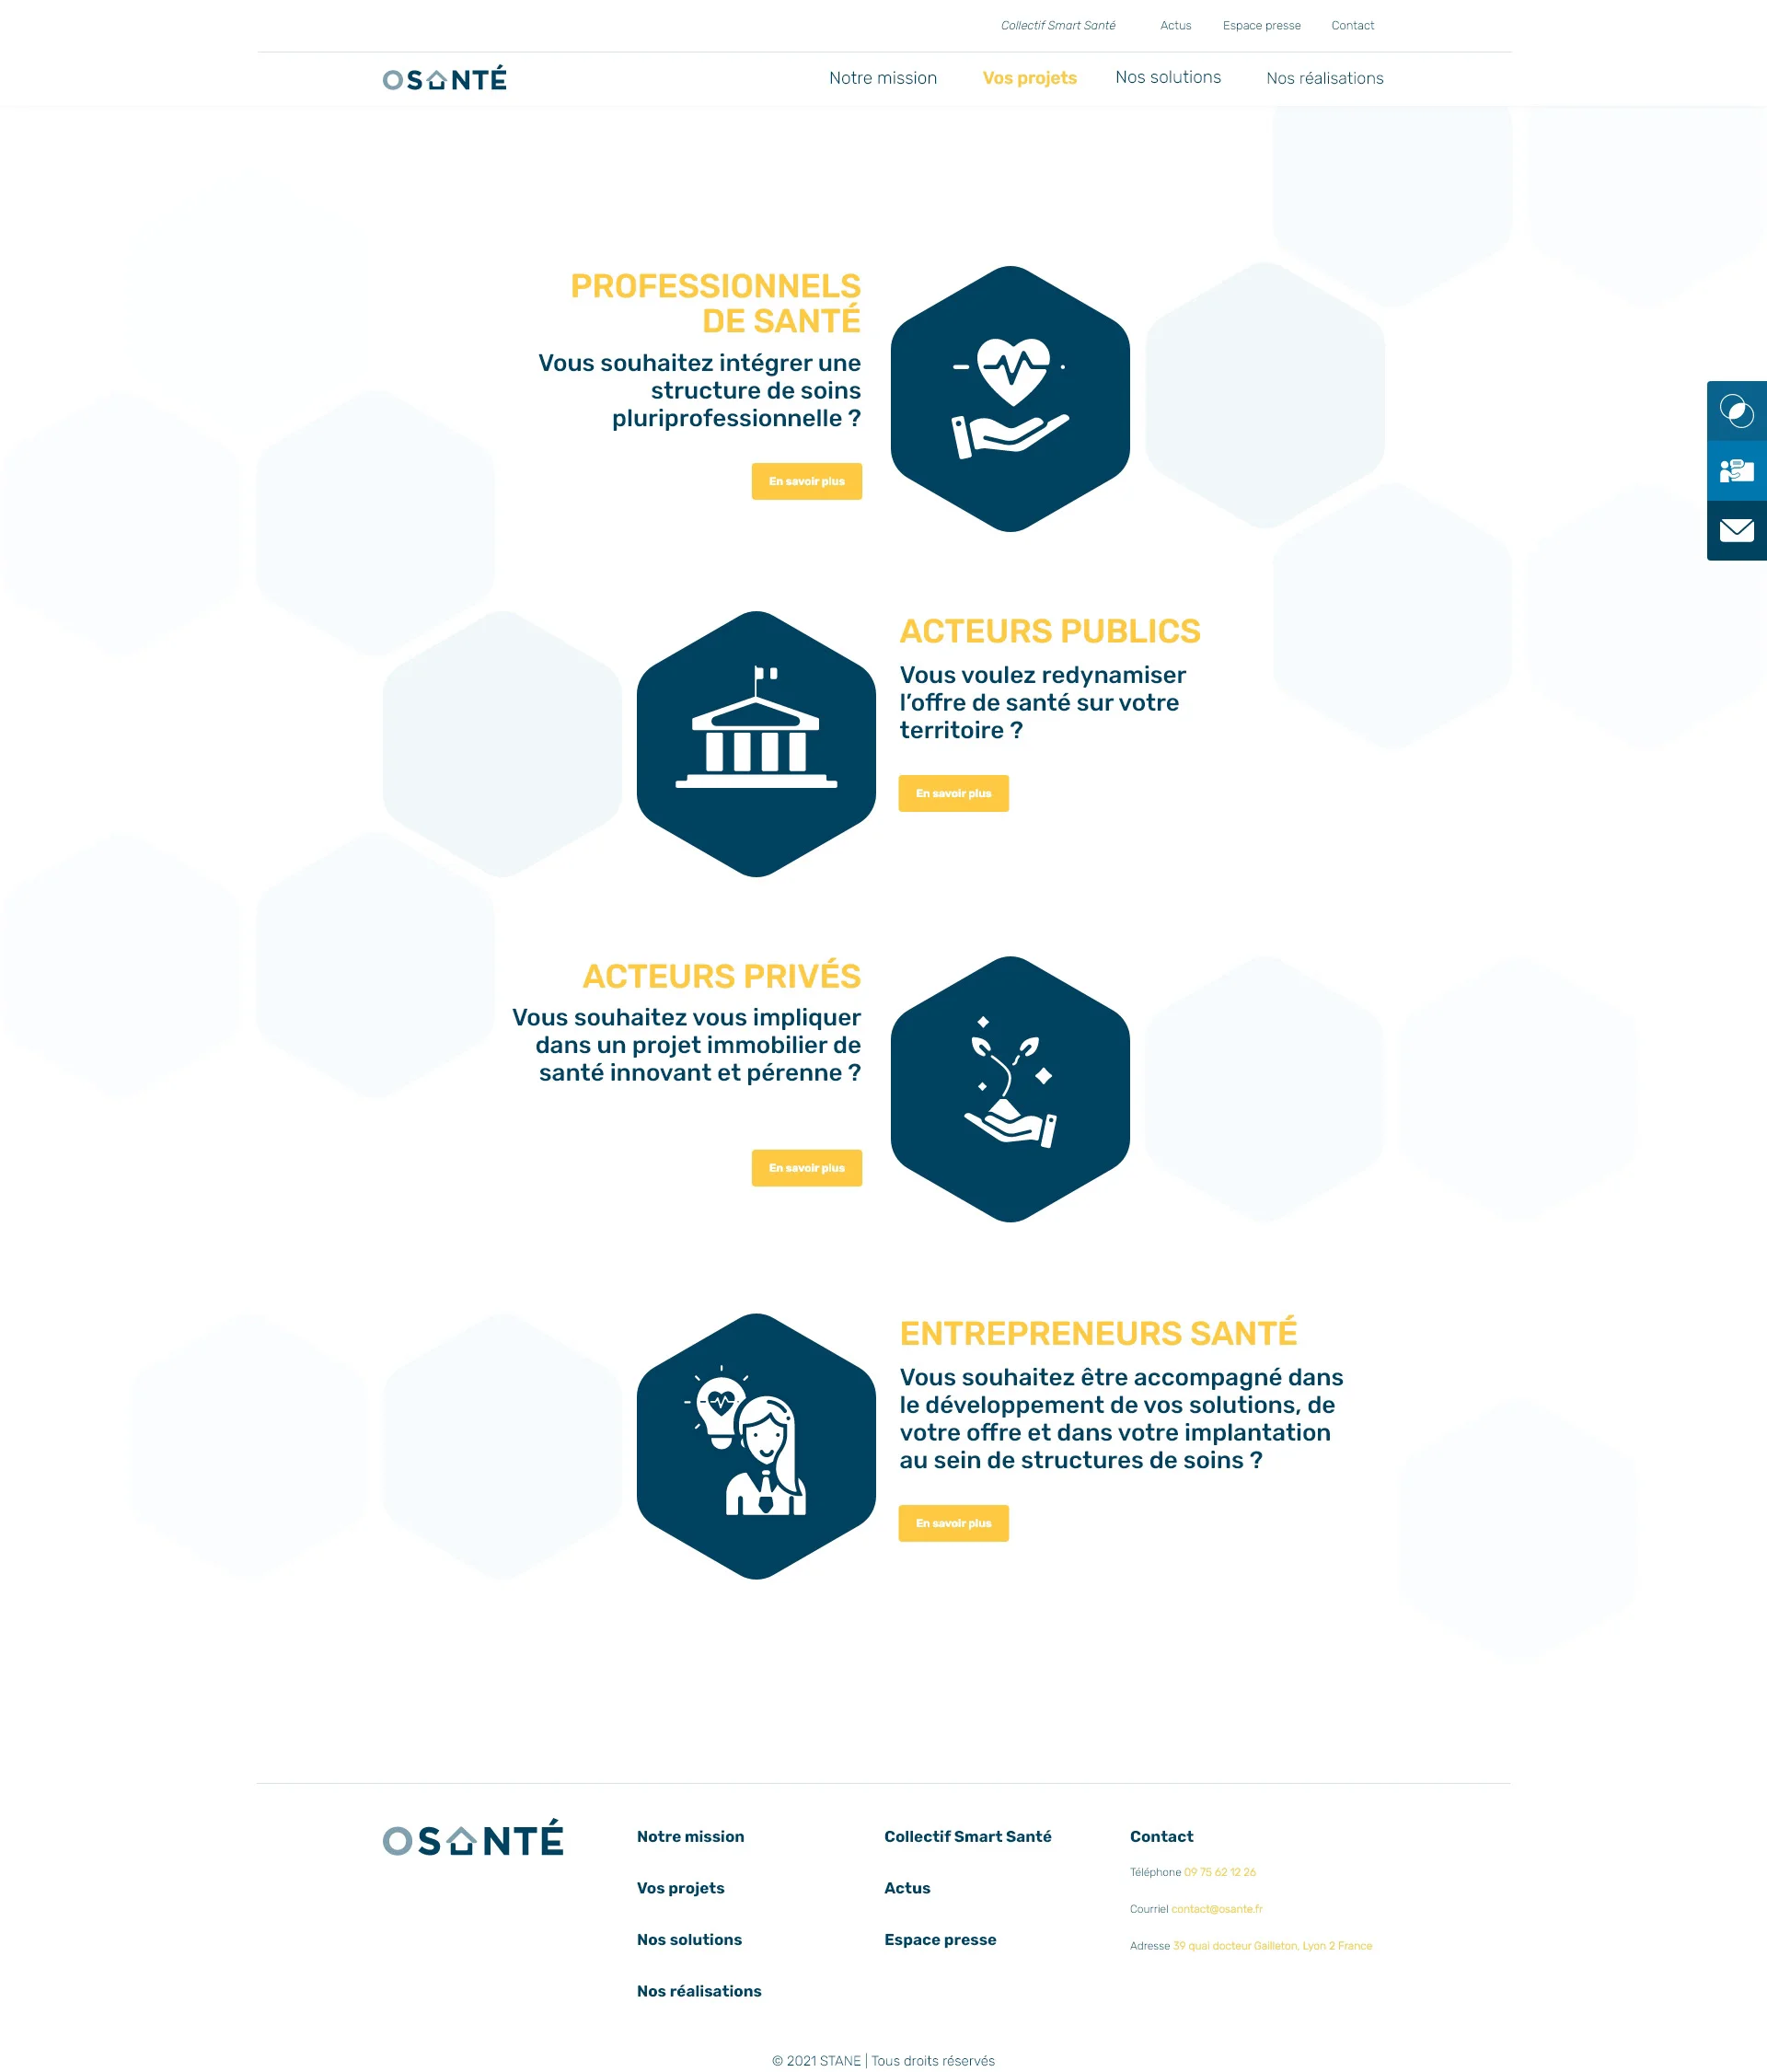 Collectif Smart Santé Actus Espace presse Contact
OSANTÉ Notre mission Vos projets Nos solutions Nos réalisations
PROFESSIONNELS
DE SANTÉ
Vous souhaitez intégrer une
structure de soins
pluriprofessionnelle ?
En savoir plus
ACTEURS PUBLICS
Vous voulez redynamiser
l’offre de santé sur votre
territoire ?
En savoir plus
ACTEURS PRIVÉS
Vous souhaitez vous impliquer
dans un projet immobilier de
santé innovant et pérenne ?
En savoir plus
ENTREPRENEURS SANTÉ
Vous souhaitez être accompagné dans
le développement de vos solutions, de
votre offre et dans votre implantation
au sein de structures de soins ?
En savoir plus
OSANTÉ
Notre mission
Vos projets
Nos solutions
Nos réalisations
Collectif Smart Santé
Actus
Espace presse
Contact
Téléphone 09 75 62 12 26
Courriel contact@osante.fr
Adresse 39 quai docteur Gailleton, Lyon 2 France
© 2021 STANE | Tous droits réservés